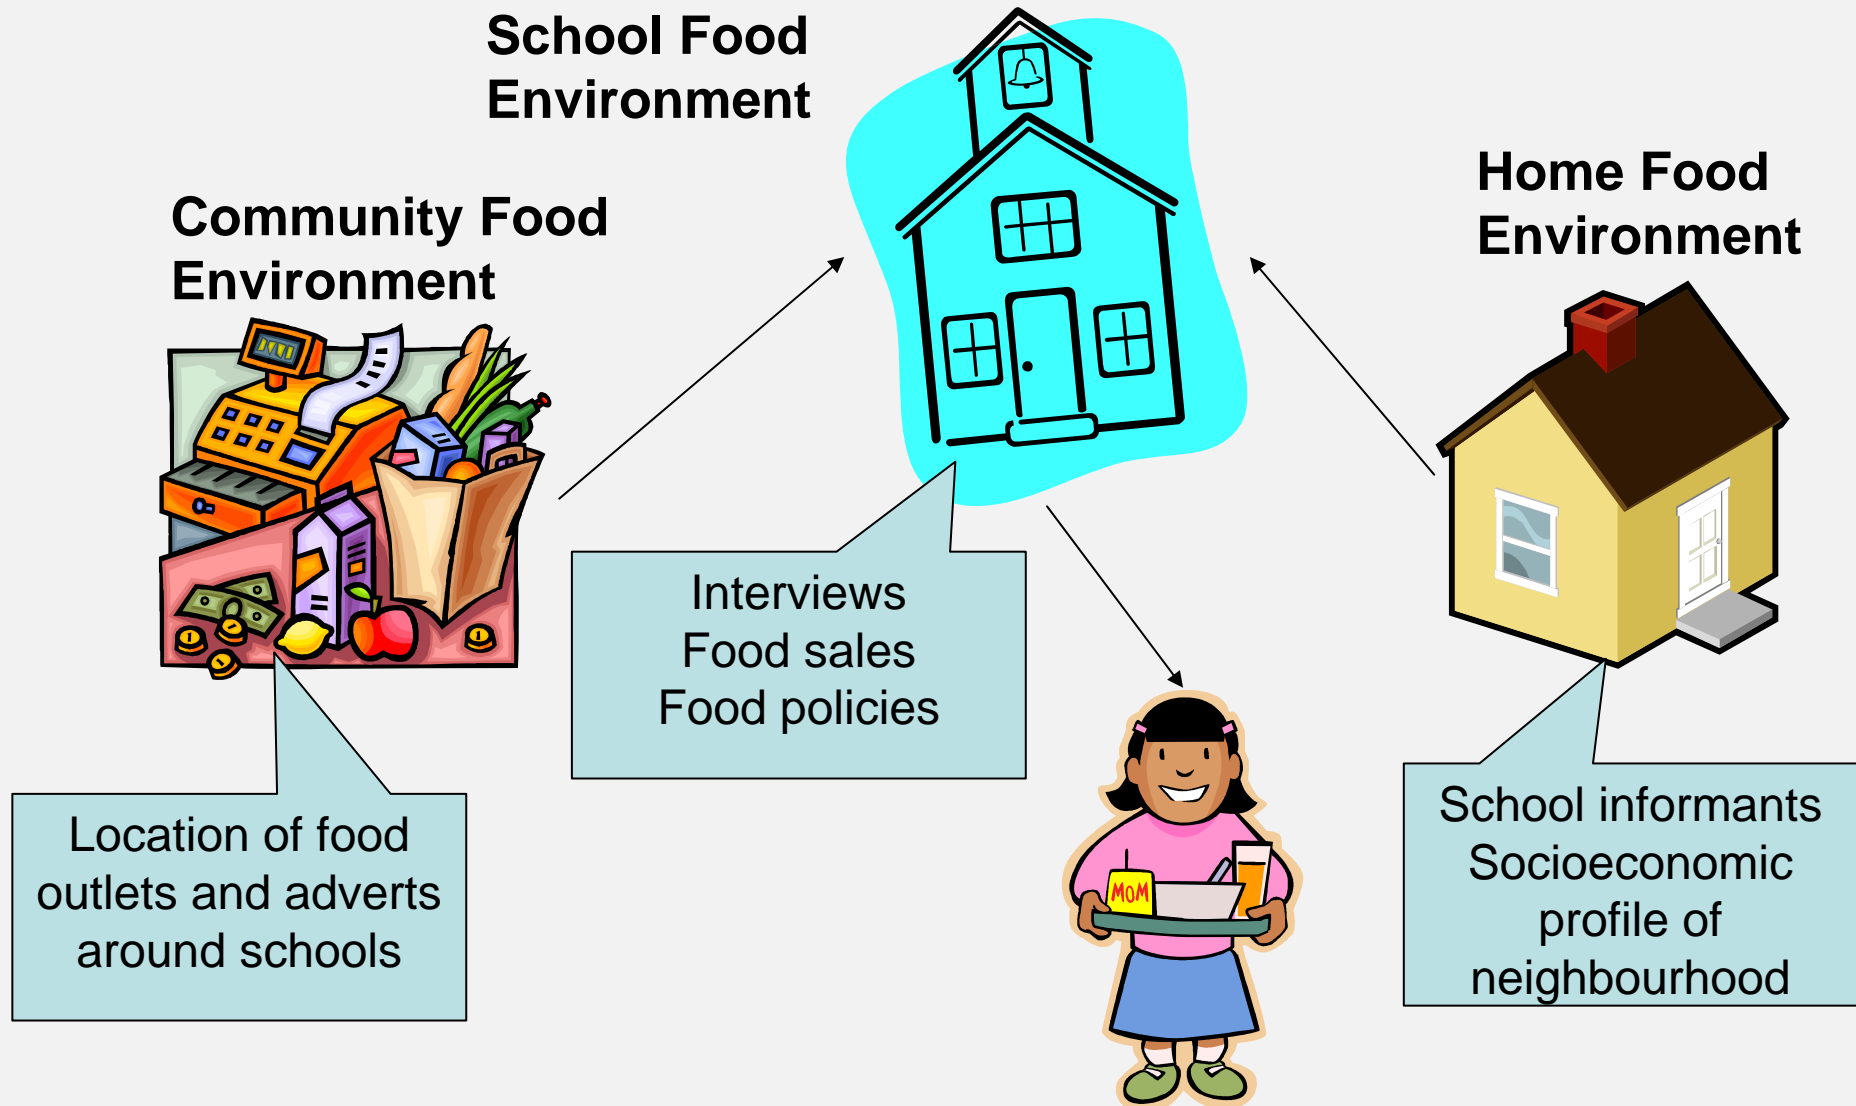 School Food
Environment
Community Food
Environment
Home Food
Environment
Interviews
Food sales
Food policies
Location of food
outlets and adverts
around schools
MOM
School informants
Socioeconomic
profile of
neighbourhood